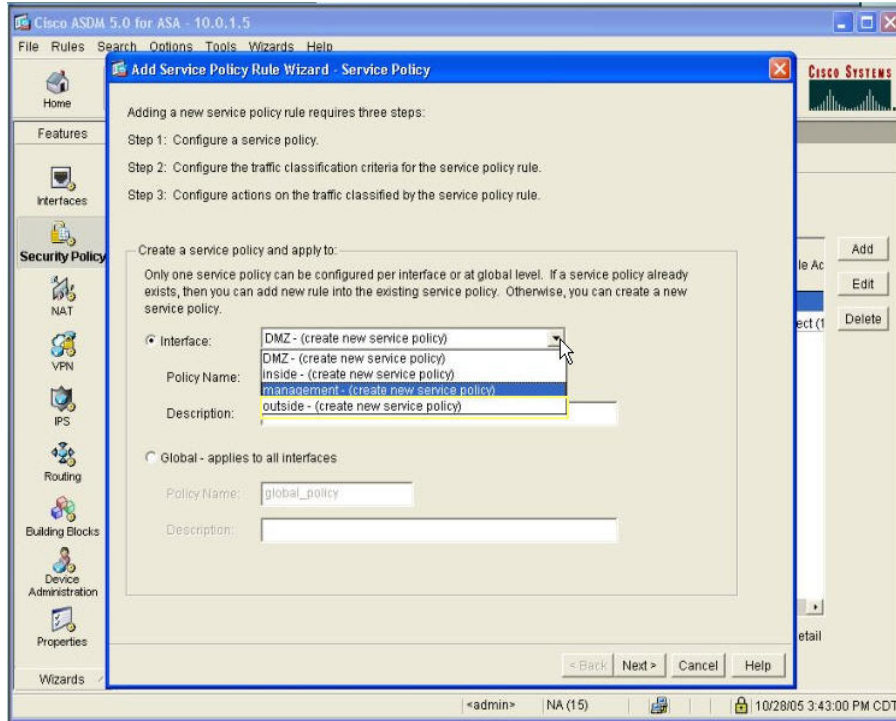 Cisco ASDM 5.0 for ASA - 10.0.1.5
File Rules Search Options Tools Wizards Help
Home
CISCO SYSTEMS
Features
Interfaces
Security Policy
NAT
VPN
IPS
Routing
Building Blocks
Device
Administration
Properties
Wizards
Add Service Policy Rule Wizard - Service Policy
Adding a new service policy rule requires three steps:
Step 1: Configure a service policy.
Step 2: Configure the traffic classification criteria for the service policy rule.
Step 3: Configure actions on the traffic classified by the service policy rule.
Create a service policy and apply to:
Only one service policy can be configured per interface or at global level. If a service policy already
exists, then you can add new rule into the existing service policy. Otherwise, you can create a new
service policy.
Interface: DMZ - (create new service policy)
DMZ - (create new service policy)
inside - (create new service policy)
Policy Name:
management - (create new service policy)
outside - (create new service policy)
Description:
Global - applies to all interfaces
Policy Name: global_policy
Description:
< Back Next > Cancel Help
le Ac
ect (1
etail
Add
Edit
Delete
<admin> NA (15) 10/28/05 3:43:00 PM CDT